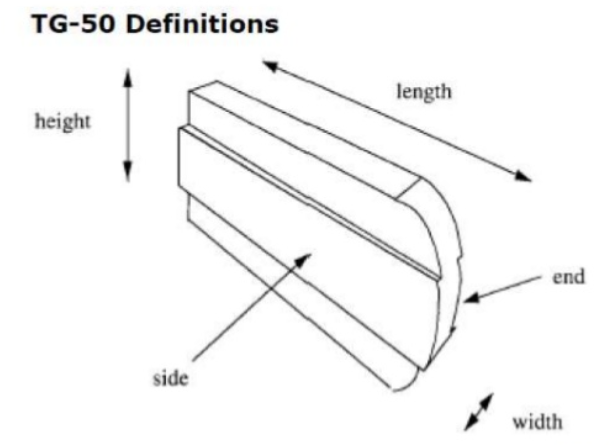 TG-50 Definitions
length
height
end
side
width